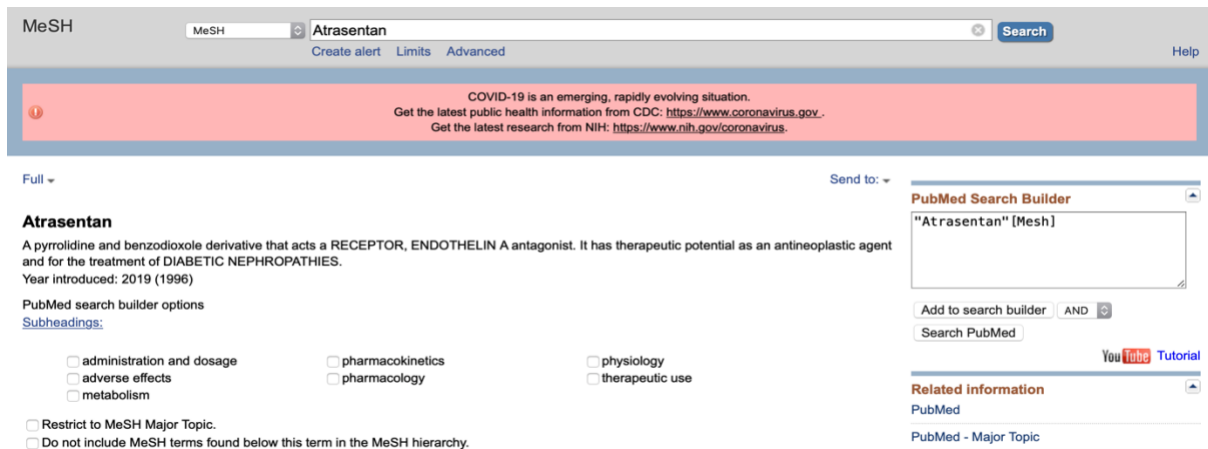 MeSH
MeSH Atrasentan Search
Create alert Limits Advanced Help
COVID-19 is an emerging, rapidly evolving situation.
Get the latest public health information from CDC: https://www.coronavirus.gov .
Get the latest research from NIH: https://www.nih.gov/coronavirus.
Full Send to:
Atrasentan
A pyrrolidine and benzodioxole derivative that acts a RECEPTOR, ENDOTHELIN A antagonist. It has therapeutic potential as an antineoplastic agent
and for the treatment of DIABETIC NEPHROPATHIES.
Year introduced: 2019 (1996)
PubMed search builder options
Subheadings:
administration and dosage pharmacokinetics physiology
adverse effects pharmacology therapeutic use
metabolism
Restrict to MeSH Major Topic.
Do not include MeSH terms found below this term in the MeSH hierarchy.
PubMed Search Builder
"Atrasentan"[Mesh]
Add to search builder AND
Search PubMed
YouTube Tutorial
Related information
PubMed
PubMed - Major Topic